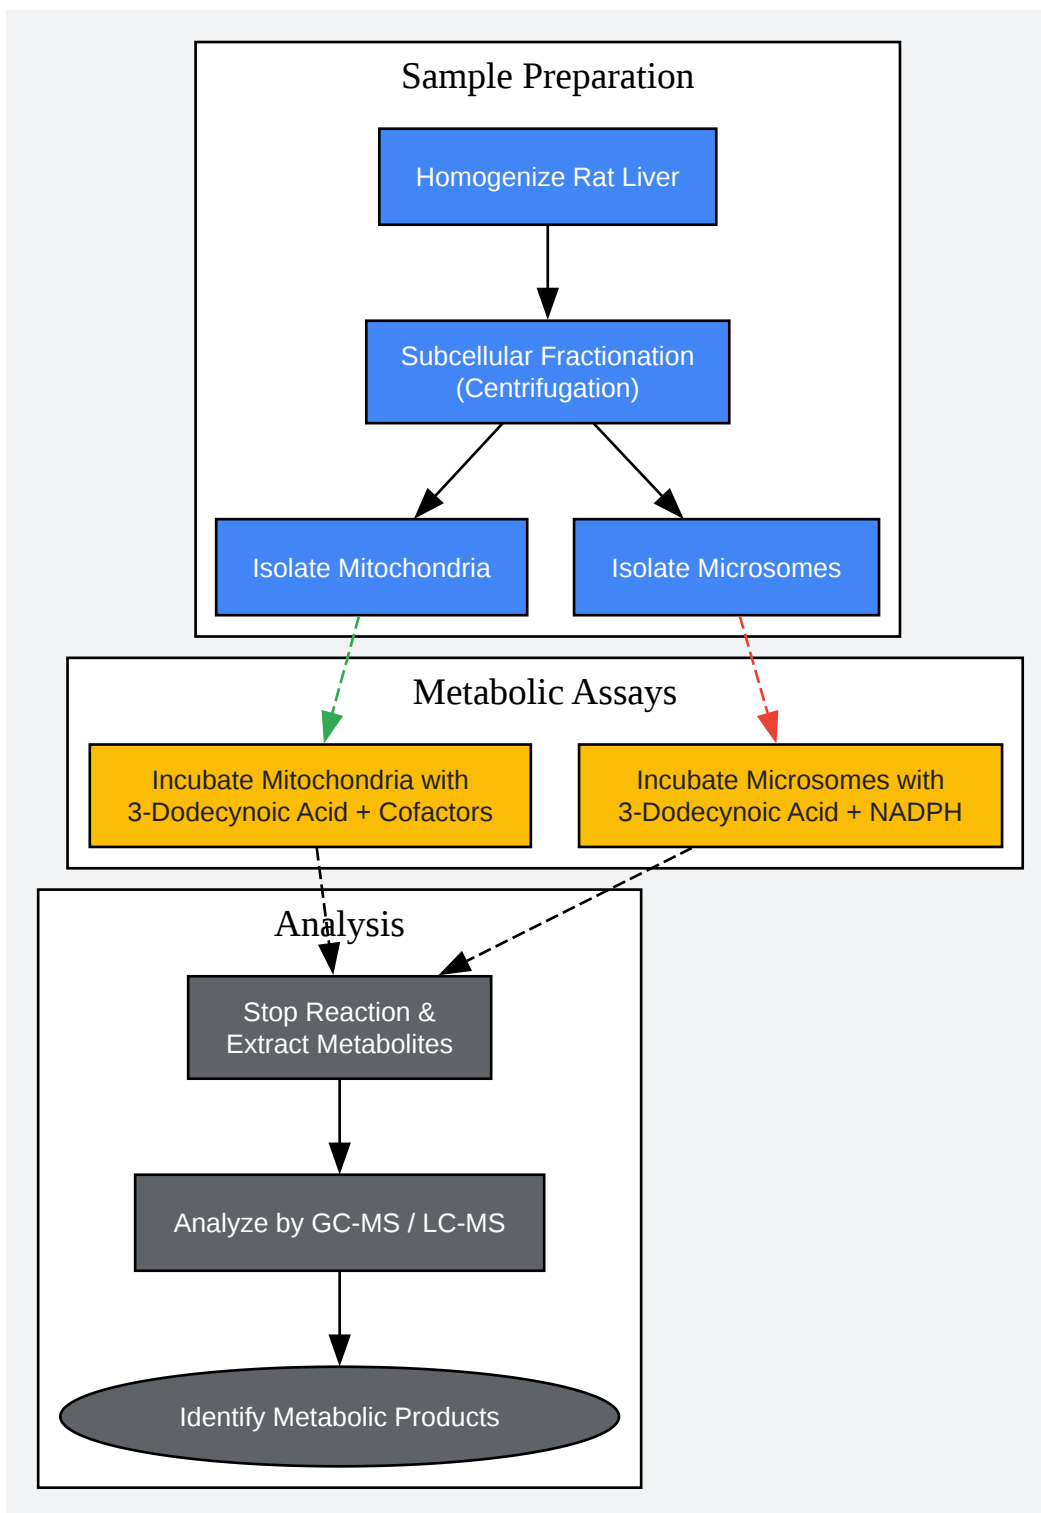 Sample Preparation
Homogenize Rat Liver
Subcellular Fractionation
(Centrifugation)
Isolate Mitochondria
Isolate Microsomes
Metabolic Assays
Incubate Mitochondria with
3-Dodecynoic Acid + Cofactors
Incubate Microsomes with
3-Dodecynoic Acid + NADPH
Analysis
Stop Reaction &
Extract Metabolites
Analyze by GC-MS / LC-MS
Identify Metabolic Products